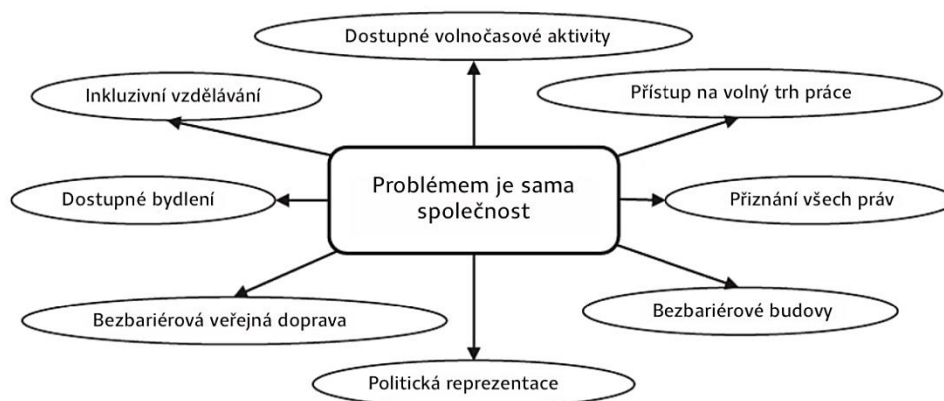 Dostupné volnočasové aktivity
Inkluzivní vzdělávání
Přístup na volný trh práce
Problémem je sama
společnost
Dostupné bydlení
Přiznání všech práv
Bezbariérová veřejná doprava
Bezbariérové budovy
Politická reprezentace